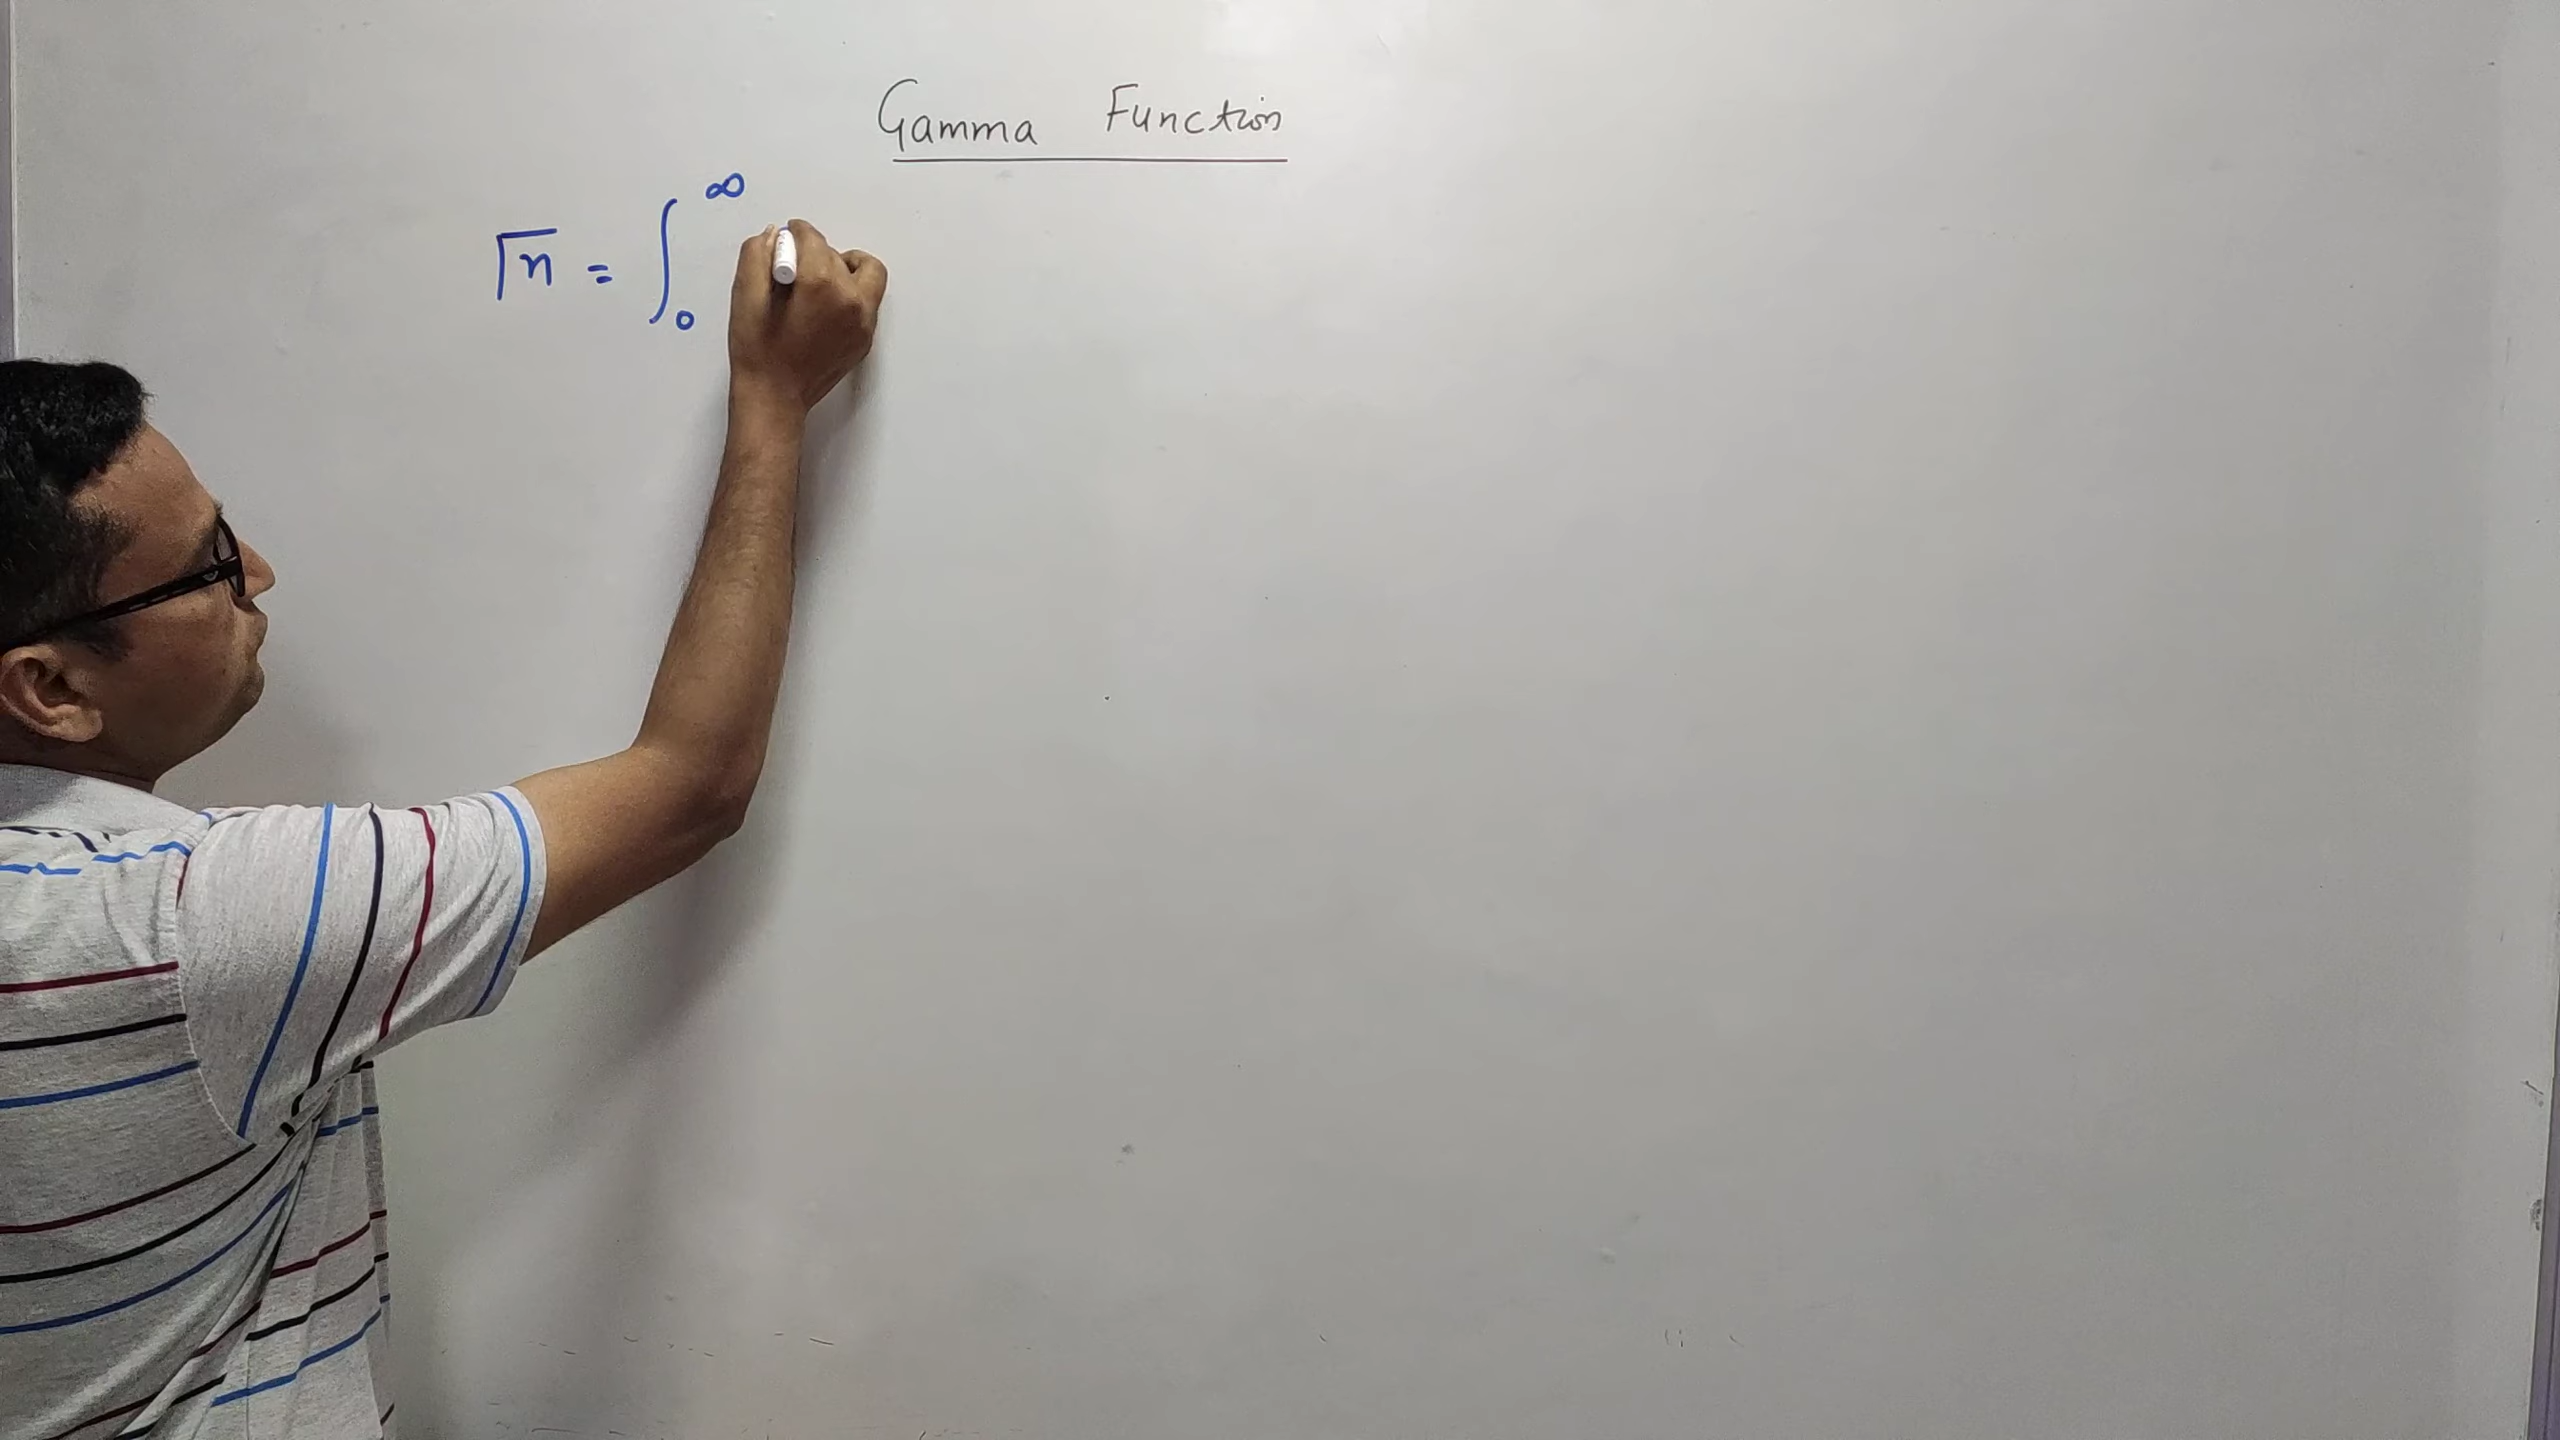 Gamma Function
Γn = ∫₀^∞